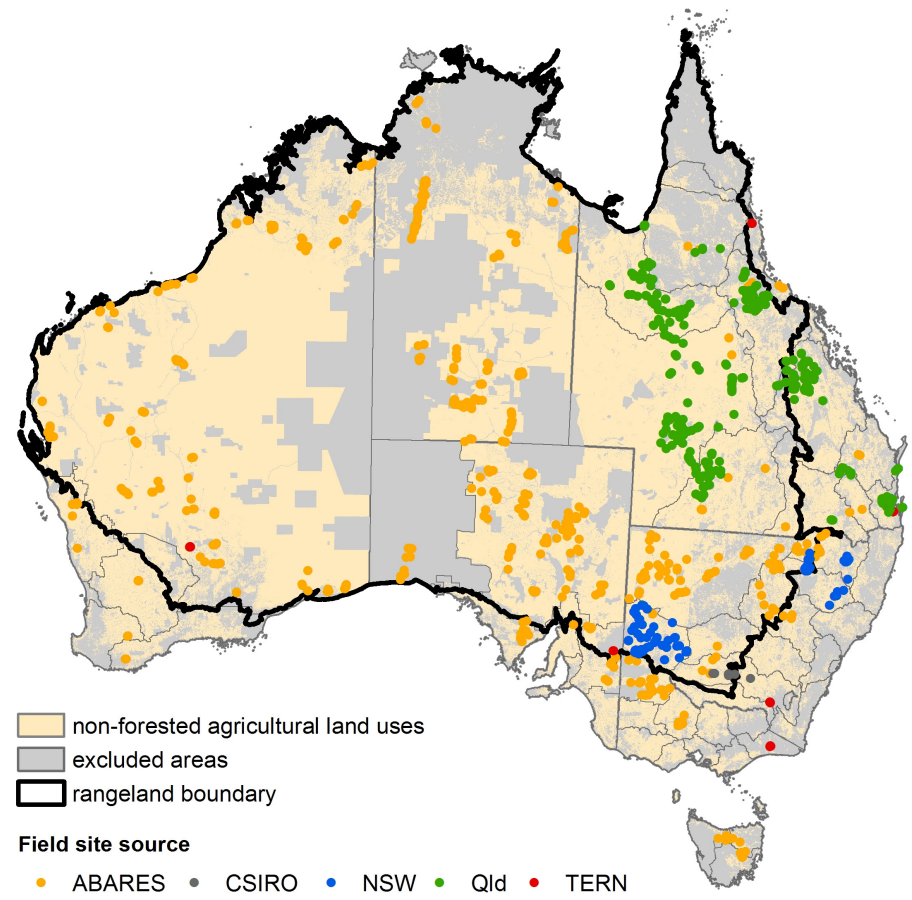 non-forested agricultural land uses
excluded areas
rangeland boundary
Field site source
ABARES CSIRO NSW Qld TERN